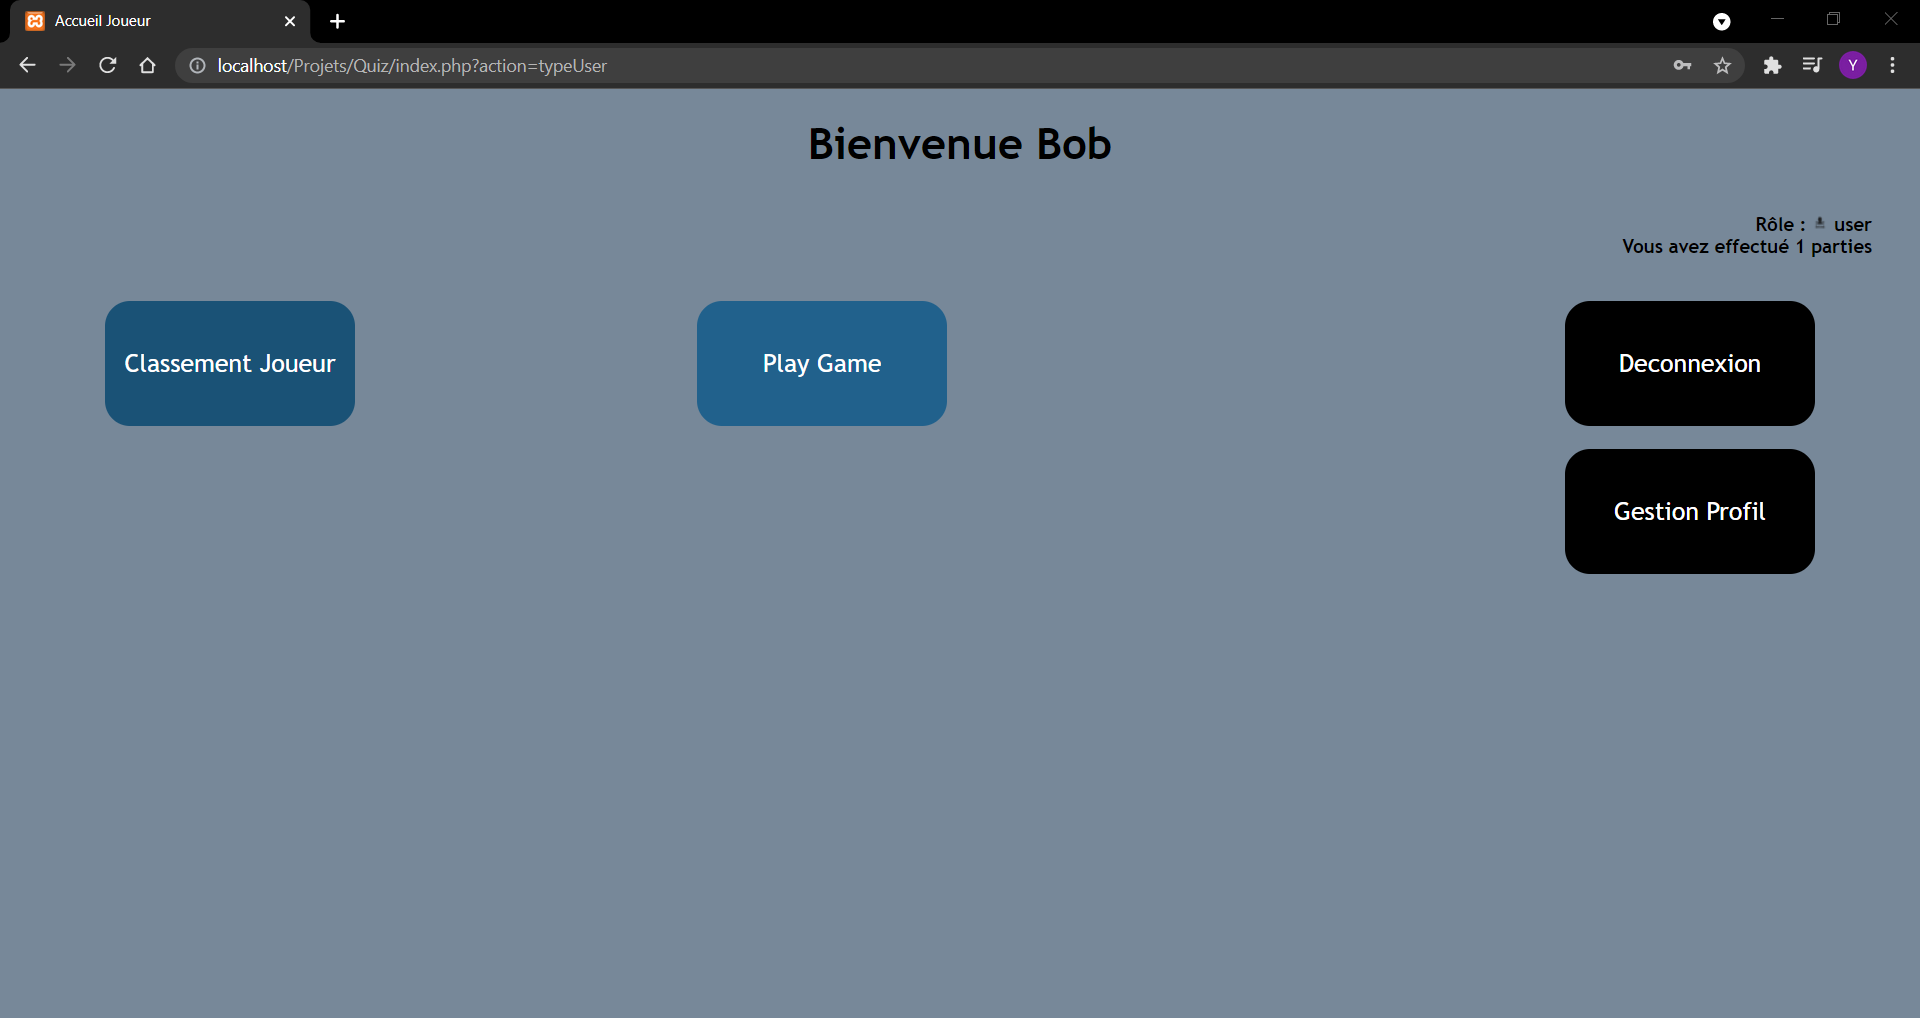 Accueil Joueur
localhost/Projets/Quiz/index.php?action=typeUser
Y
Bienvenue Bob
Rôle : user
Vous avez effectué 1 parties
Classement Joueur
Play Game
Deconnexion
Gestion Profil